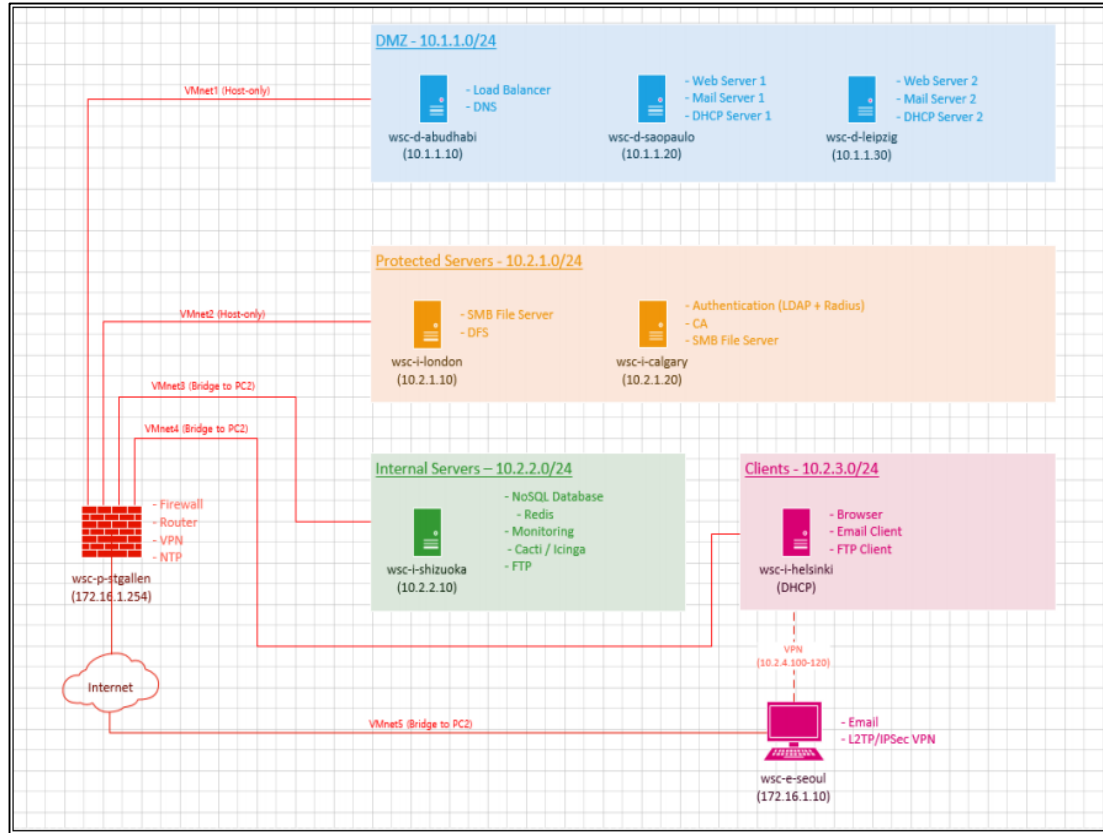 DMZ - 10.1.1.0/24
VMnet1 (Host-only)
- Load Balancer
- DNS
wsc-d-abudhabi
(10.1.1.10)
- Web Server 1
- Mail Server 1
- DHCP Server 1
wsc-d-saopaulo
(10.1.1.20)
- Web Server 2
- Mail Server 2
- DHCP Server 2
wsc-d-leipzig
(10.1.1.30)
Protected Servers - 10.2.1.0/24
VMnet2 (Host-only)
- SMB File Server
- DFS
wsc-i-london
(10.2.1.10)
- Authentication (LDAP + Radius)
- CA
- SMB File Server
wsc-i-calgary
(10.2.1.20)
VMnet3 (Bridge to PC2)
VMnet4 (Bridge to PC2)
Internal Servers – 10.2.2.0/24
- NoSQL Database
- Redis
- Monitoring
- Cacti / Icinga
- FTP
wsc-i-shizuoka
(10.2.2.10)
Clients - 10.2.3.0/24
- Browser
- Email Client
- FTP Client
wsc-i-helsinki
(DHCP)
- Firewall
- Router
- VPN
- NTP
wsc-p-stgallen
(172.16.1.254)
VPN
(10.2.4.100-120)
Internet
VMnet5 (Bridge to PC2)
- Email
- L2TP/IPSec VPN
wsc-e-seoul
(172.16.1.10)